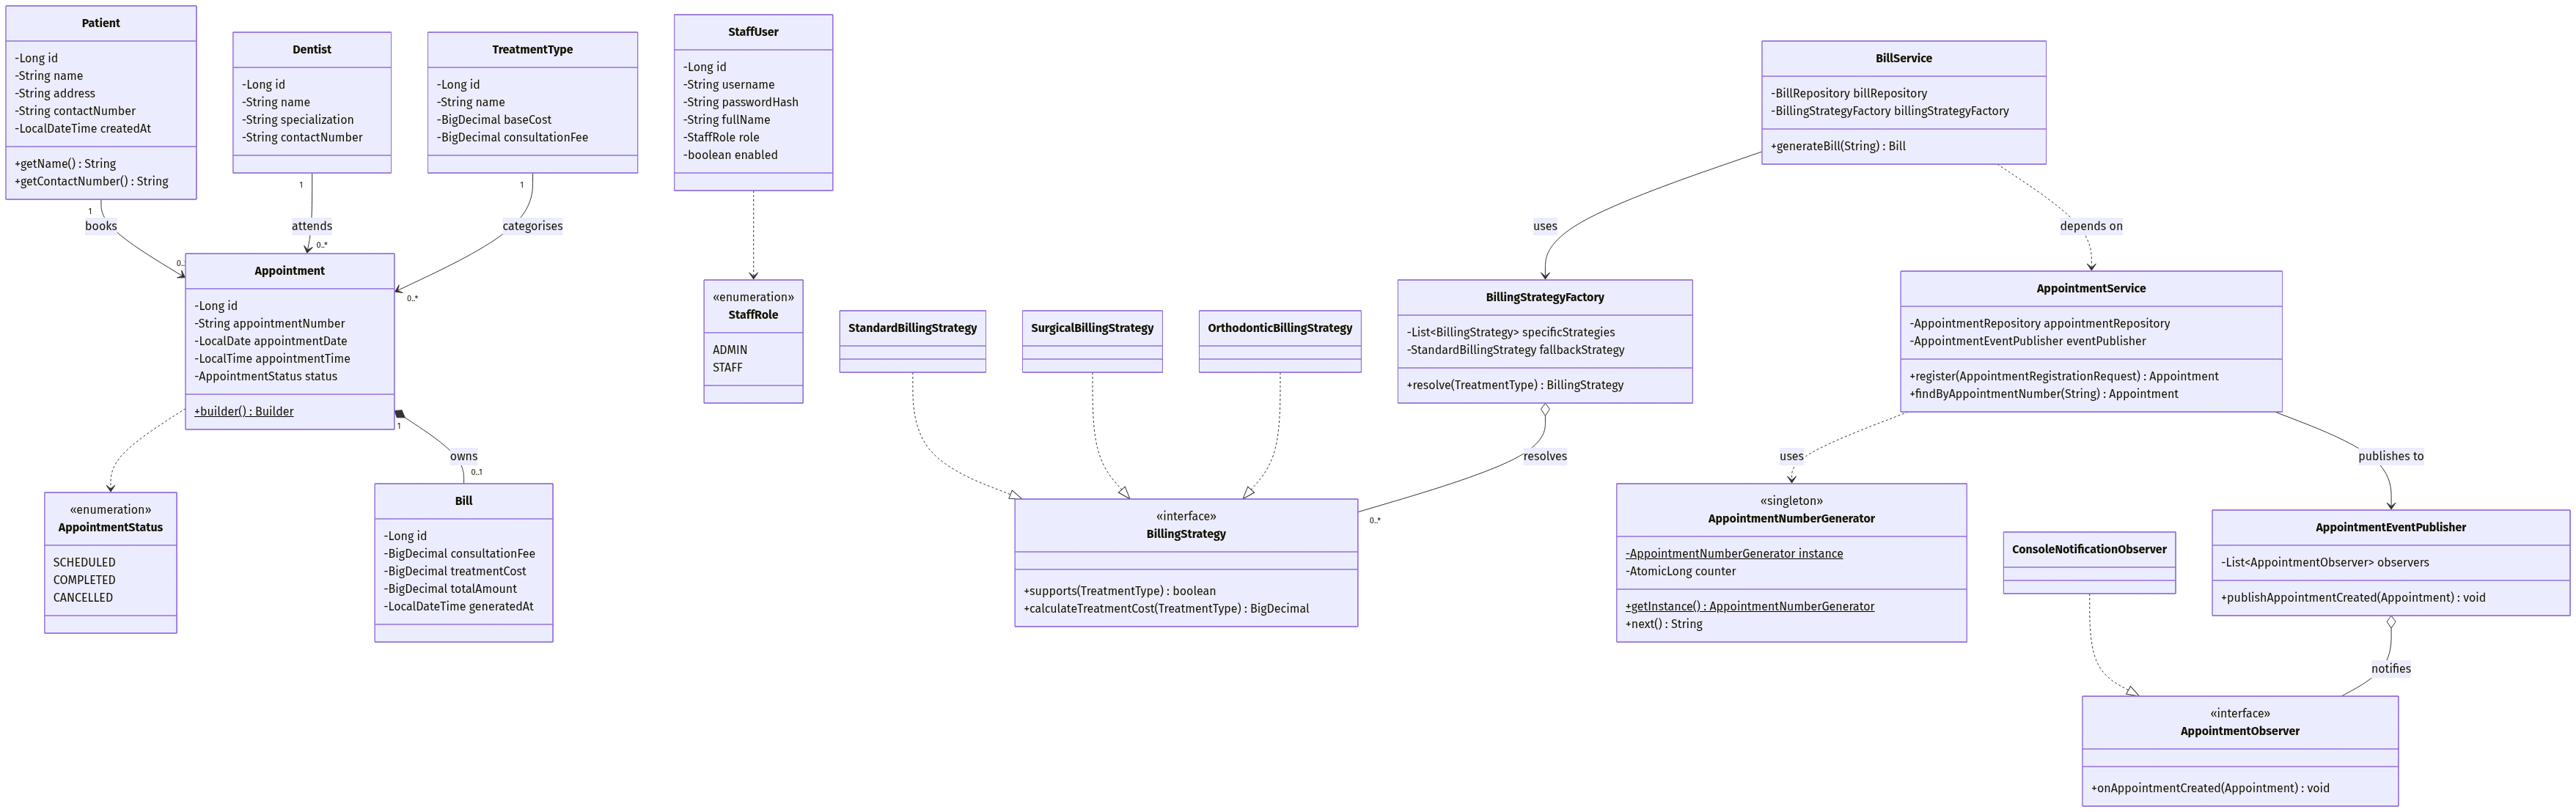 Patient
-Long id
-String name
-String address
-String contactNumber
-LocalDateTime createdAt
+getName() : String
+getContactNumber() : String
Dentist
-Long id
-String name
-String specialization
-String contactNumber
TreatmentType
-Long id
-String name
-BigDecimal baseCost
-BigDecimal consultationFee
StaffUser
-Long id
-String username
-String passwordHash
-String fullName
-StaffRole role
-boolean enabled
BillService
-BillRepository billRepository
-BillingStrategyFactory billingStrategyFactory
+generateBill(String) : Bill
1
books
0..
1
attends
0..*
1
categorises
0..*
uses
depends on
Appointment
-Long id
-String appointmentNumber
-LocalDate appointmentDate
-LocalTime appointmentTime
-AppointmentStatus status
+builder() : Builder
«enumeration»
StaffRole
ADMIN
STAFF
StandardBillingStrategy
SurgicalBillingStrategy
OrthodonticBillingStrategy
BillingStrategyFactory
-List<BillingStrategy> specificStrategies
-StandardBillingStrategy fallbackStrategy
+resolve(TreatmentType) : BillingStrategy
AppointmentService
-AppointmentRepository appointmentRepository
-AppointmentEventPublisher eventPublisher
+register(AppointmentRegistrationRequest) : Appointment
+findByAppointmentNumber(String) : Appointment
1
owns
0..1
resolves
0..*
uses
publishes to
«enumeration»
AppointmentStatus
SCHEDULED
COMPLETED
CANCELLED
Bill
-Long id
-BigDecimal consultationFee
-BigDecimal treatmentCost
-BigDecimal totalAmount
-LocalDateTime generatedAt
«interface»
BillingStrategy
+supports(TreatmentType) : boolean
+calculateTreatmentCost(TreatmentType) : BigDecimal
«singleton»
AppointmentNumberGenerator
-AppointmentNumberGenerator instance
-AtomicLong counter
+getInstance() : AppointmentNumberGenerator
+next() : String
ConsoleNotificationObserver
AppointmentEventPublisher
-List<AppointmentObserver> observers
+publishAppointmentCreated(Appointment) : void
notifies
«interface»
AppointmentObserver
+onAppointmentCreated(Appointment) : void